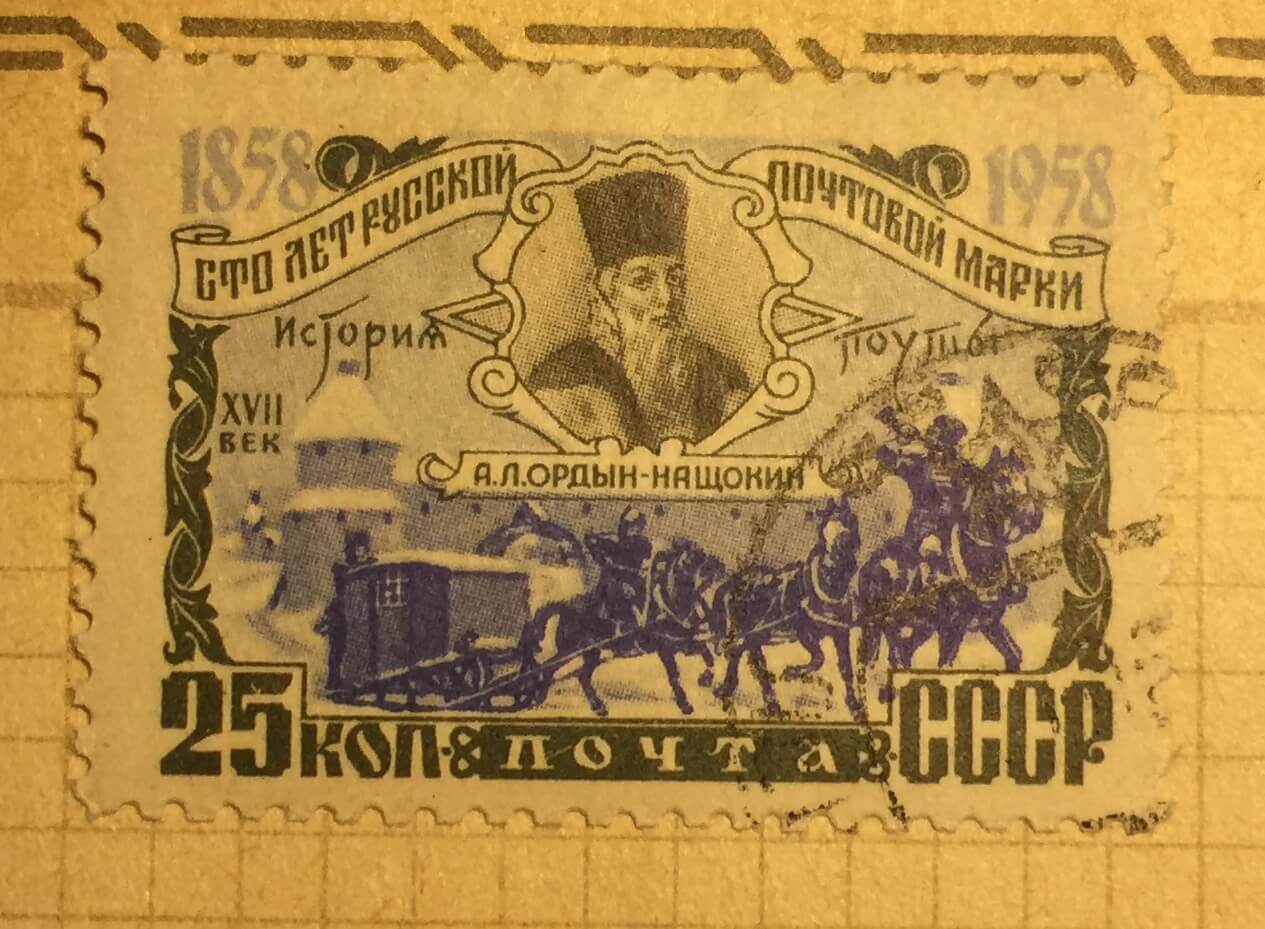 1858 1958
СТО ЛЕТ РУССКОЙ ПОЧТОВОЙ МАРКИ
История почты
XVII
ВЕК
А.Л.ОРДЫН-НАЩОКИН
25 КОП. ПОЧТА СССР